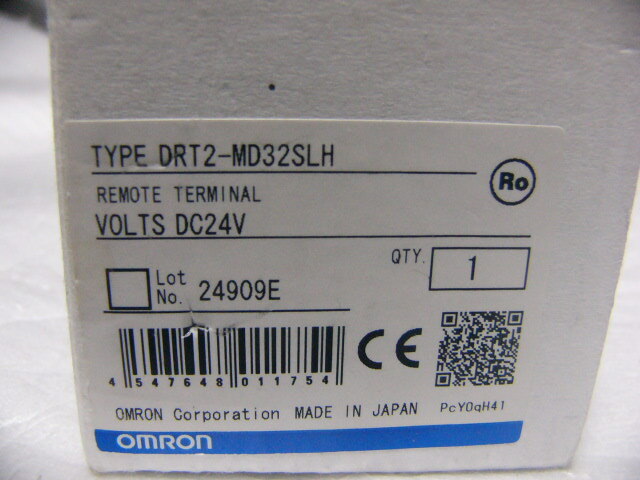 TYPE DRT2-MD32SLH
Ro
REMOTE TERMINAL
VOLTS DC24V
QTY. 1
Lot No. 24909E
CE
4 547648 011754
OMRON Corporation MADE IN JAPAN PcY0qH41
OMRON